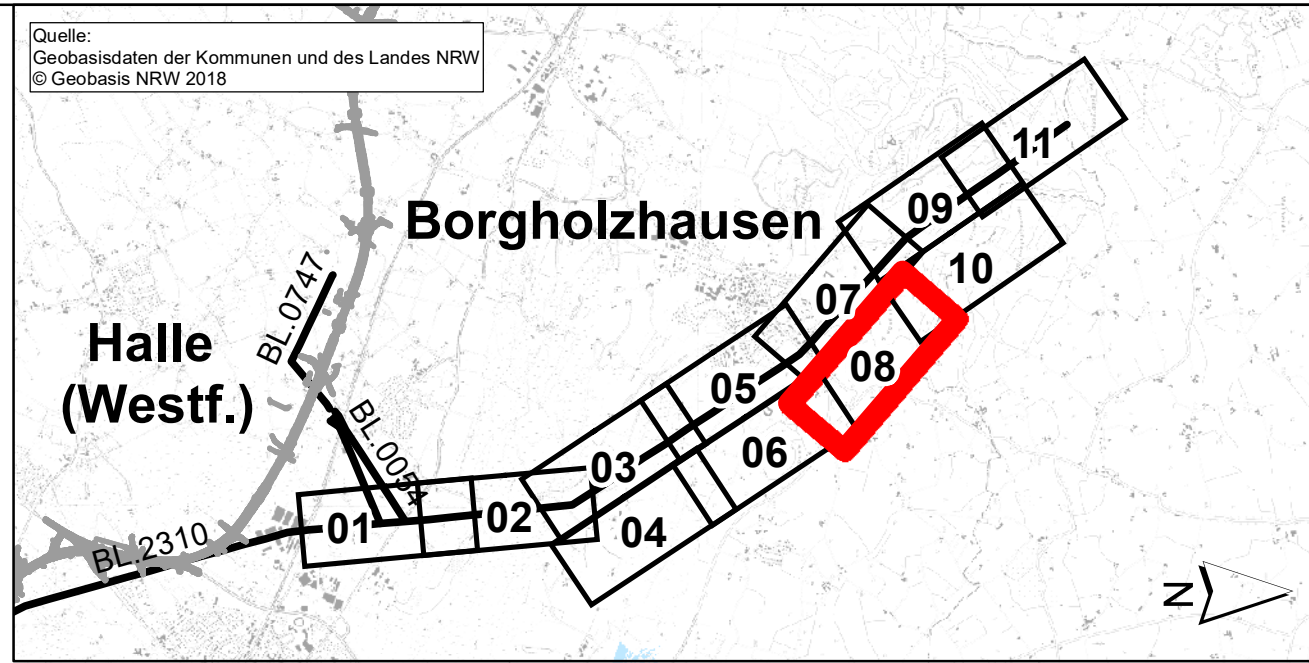 Quelle:
Geobasisdaten der Kommunen und des Landes NRW
© Geobasis NRW 2018
11
09
Borgholzhausen
10
BL.0747
07
Halle
(Westf.)
08
05
BL.0054
06
03
02
01
04
BL.2310
N